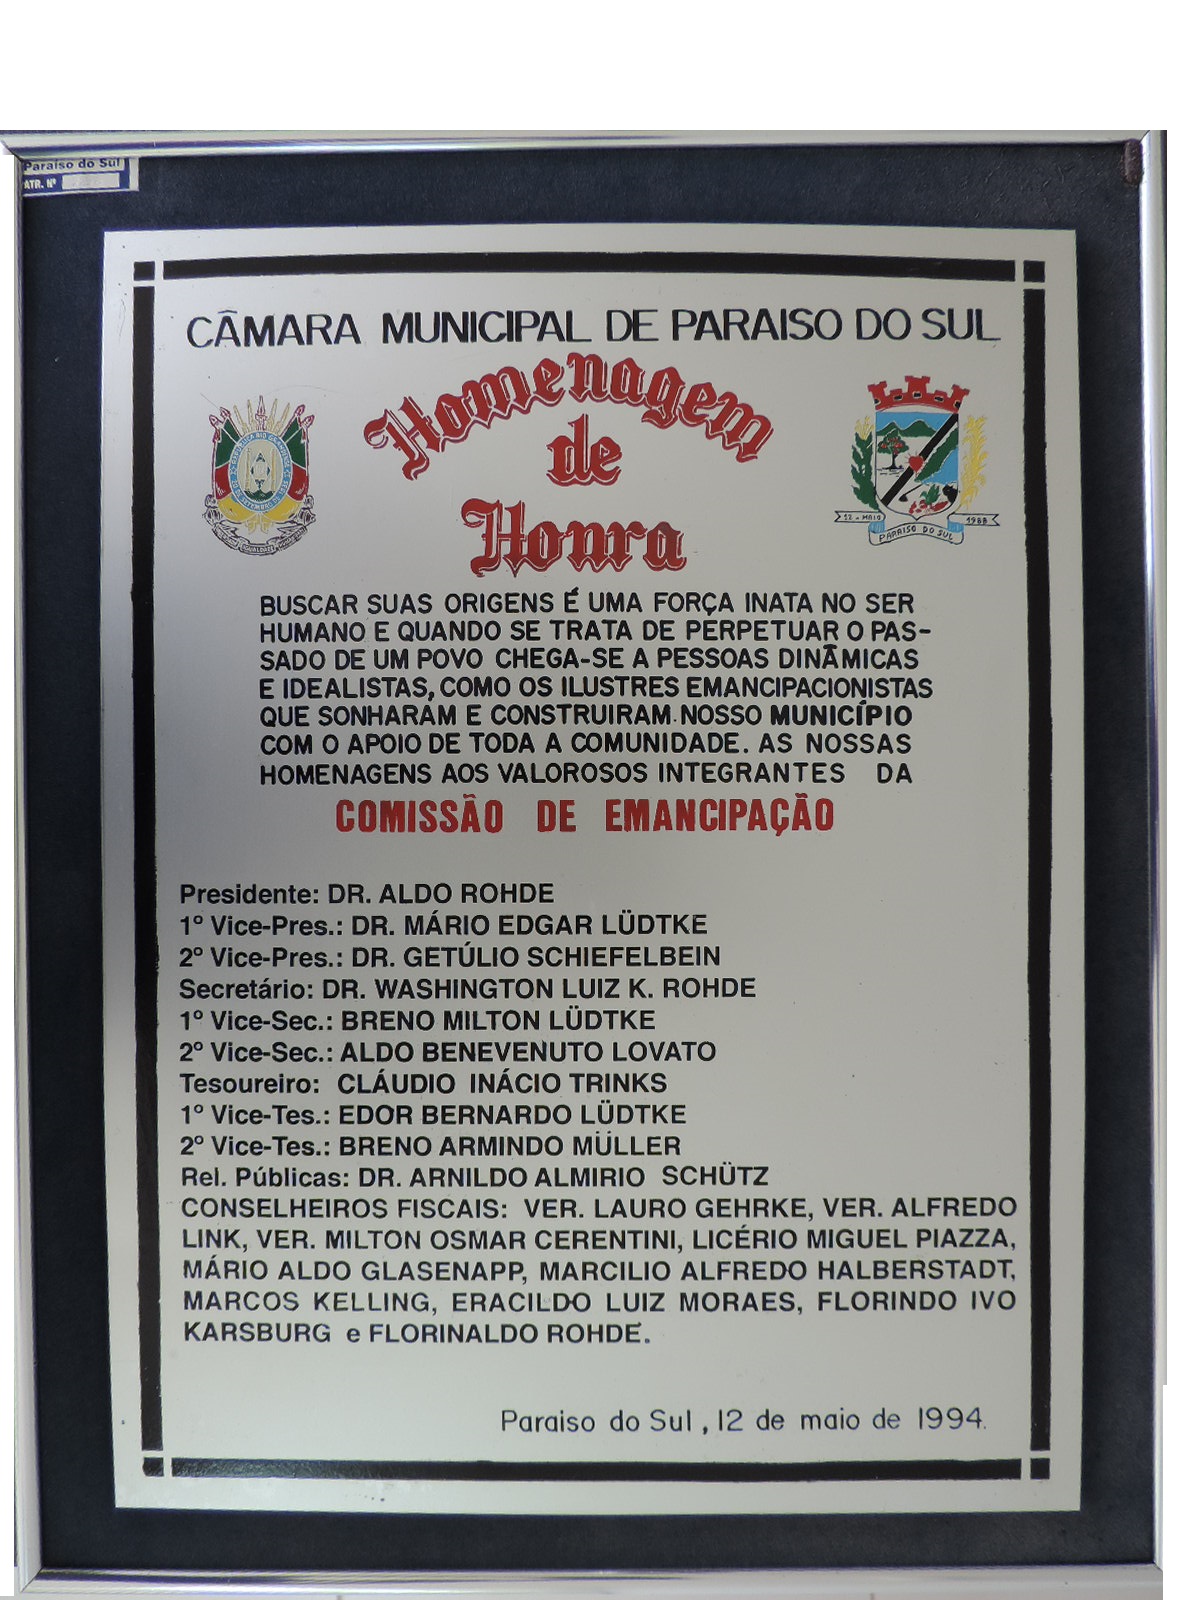 Paraíso do Sul
ATR. Nº
CÂMARA MUNICIPAL DE PARAISO DO SUL
Homenagem
de
Honra
12 - MAIO 1988
PARAISO DO SUL
BUSCAR SUAS ORIGENS É UMA FORÇA INATA NO SER
HUMANO E QUANDO SE TRATA DE PERPETUAR O PAS-
SADO DE UM POVO CHEGA-SE A PESSOAS DINÂMICAS
E IDEALISTAS, COMO OS ILUSTRES EMANCIPACIONISTAS
QUE SONHARAM E CONSTRUIRAM NOSSO MUNICÍPIO
COM O APOIO DE TODA A COMUNIDADE. AS NOSSAS
HOMENAGENS AOS VALOROSOS INTEGRANTES DA
COMISSÃO DE EMANCIPAÇÃO
Presidente: DR. ALDO ROHDE
1º Vice-Pres.: DR. MÁRIO EDGAR LÜDTKE
2º Vice-Pres.: DR. GETÚLIO SCHIEFELBEIN
Secretário: DR. WASHINGTON LUIZ K. ROHDE
1º Vice-Sec.: BRENO MILTON LÜDTKE
2º Vice-Sec.: ALDO BENEVENUTO LOVATO
Tesoureiro: CLÁUDIO INÁCIO TRINKS
1º Vice-Tes.: EDOR BERNARDO LÜDTKE
2º Vice-Tes.: BRENO ARMINDO MÜLLER
Rel. Públicas: DR. ARNILDO ALMIRIO SCHÜTZ
CONSELHEIROS FISCAIS: VER. LAURO GEHRKE, VER. ALFREDO
LINK, VER. MILTON OSMAR CERENTINI, LICÉRIO MIGUEL PIAZZA,
MÁRIO ALDO GLASENAPP, MARCILIO ALFREDO HALBERSTADT,
MARCOS KELLING, ERACILDO LUIZ MORAES, FLORINDO IVO
KARSBURG e FLORINALDO ROHDE.
Paraiso do Sul, 12 de maio de 1994.